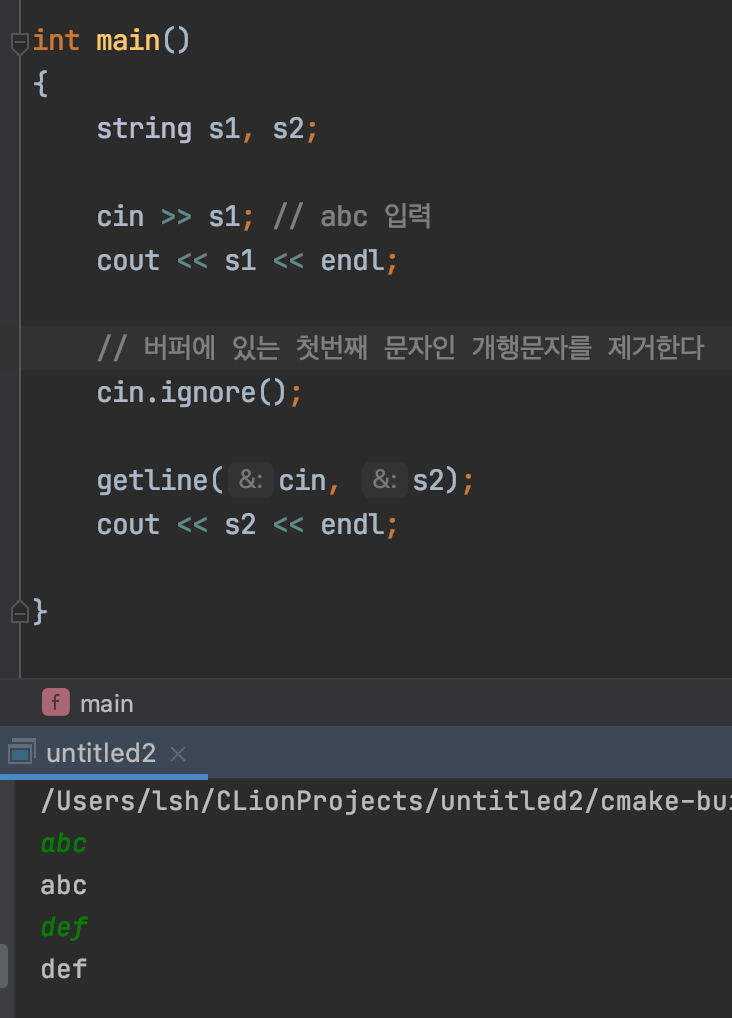 int main()
{
string s1, s2;
cin >> s1; // abc 입력
cout << s1 << endl;
// 버퍼에 있는 첫번째 문자인 개행문자를 제거한다
cin.ignore();
getline( &: cin, &: s2);
cout << s2 << endl;
}
f main
untitled2 ×
/Users/lsh/CLionProjects/untitled2/cmake-bui
abc
abc
def
def